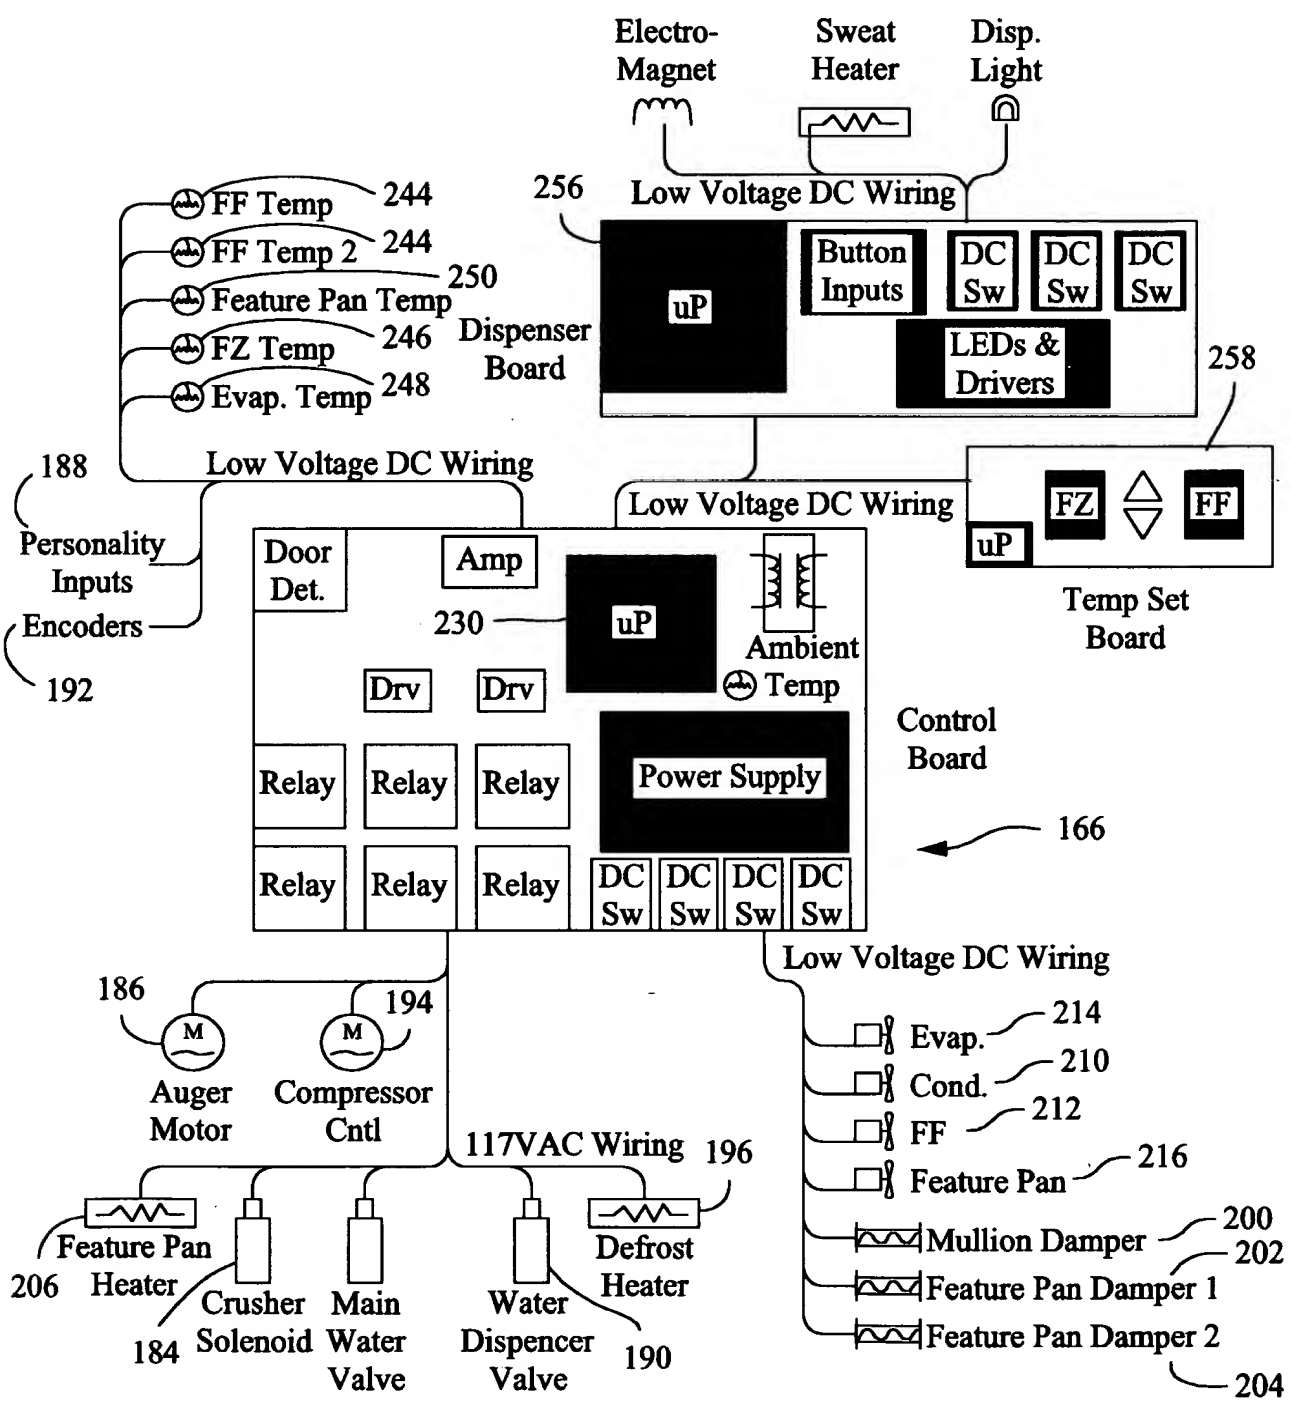 Electro-
Magnet
Sweat
Heater
Disp.
Light
Low Voltage DC Wiring
256
uP
Button
Inputs
DC
Sw
DC
Sw
DC
Sw
LEDs &
Drivers
Dispenser
Board
FF Temp
244
FF Temp 2
244
Feature Pan Temp
250
FZ Temp
246
Evap. Temp
248
Low Voltage DC Wiring
188
Personality
Inputs
Encoders
192
Low Voltage DC Wiring
258
FZ
FF
uP
Temp Set
Board
Door
Det.
Amp
uP
230
Ambient
Temp
Drv
Drv
Power Supply
Control
Board
166
Relay
Relay
Relay
Relay
Relay
Relay
DC
Sw
DC
Sw
DC
Sw
DC
Sw
Low Voltage DC Wiring
186
M
Auger
Motor
194
M
Compressor
Cntl
117VAC Wiring
196
206
Feature Pan
Heater
184
Crusher
Solenoid
Main
Water
Valve
Water
Dispencer
Valve
190
Defrost
Heater
Evap.
214
Cond.
210
FF
212
Feature Pan
216
Mullion Damper
200
202
Feature Pan Damper 1
Feature Pan Damper 2
204